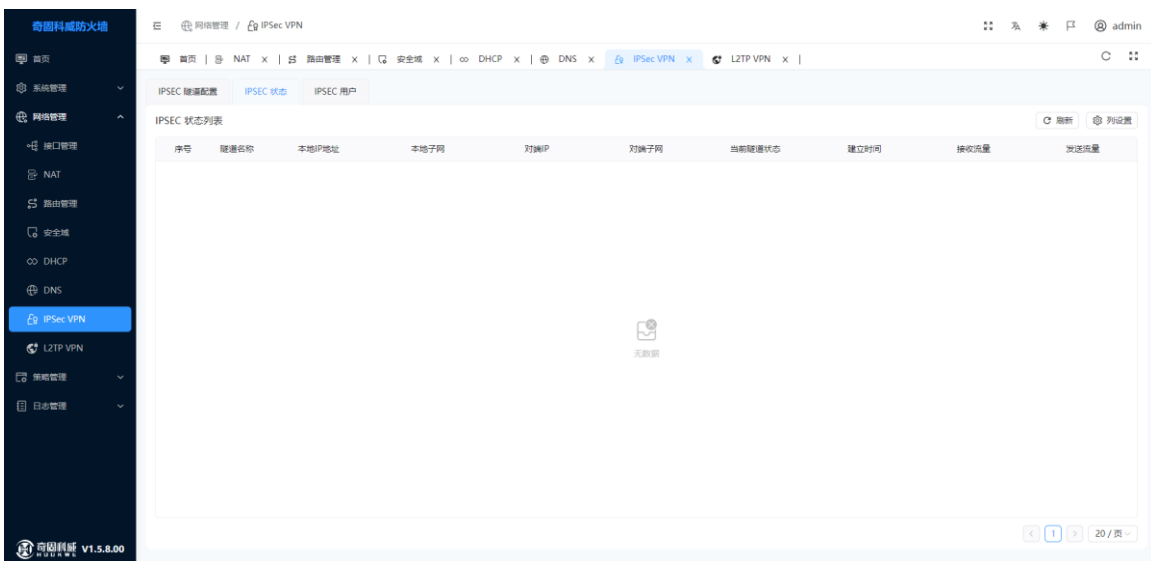 奇固科威防火墙
网络管理 / IPSec VPN
admin
首页
系统管理
网络管理
接口管理
NAT
路由管理
安全域
DHCP
DNS
IPSec VPN
L2TP VPN
策略管理
日志管理
奇固科威 V1.5.8.00
HUUKWE
首页 | NAT x | 路由管理 x | 安全域 x | DHCP x | DNS x IPSec VPN x L2TP VPN x |
IPSEC 隧道配置 IPSEC 状态 IPSEC 用户
IPSEC 状态列表 刷新 列设置
序号 隧道名称 本地IP地址 本地子网 对端IP 对端子网 当前隧道状态 建立时间 接收流量 发送流量
无数据
1 20 / 页